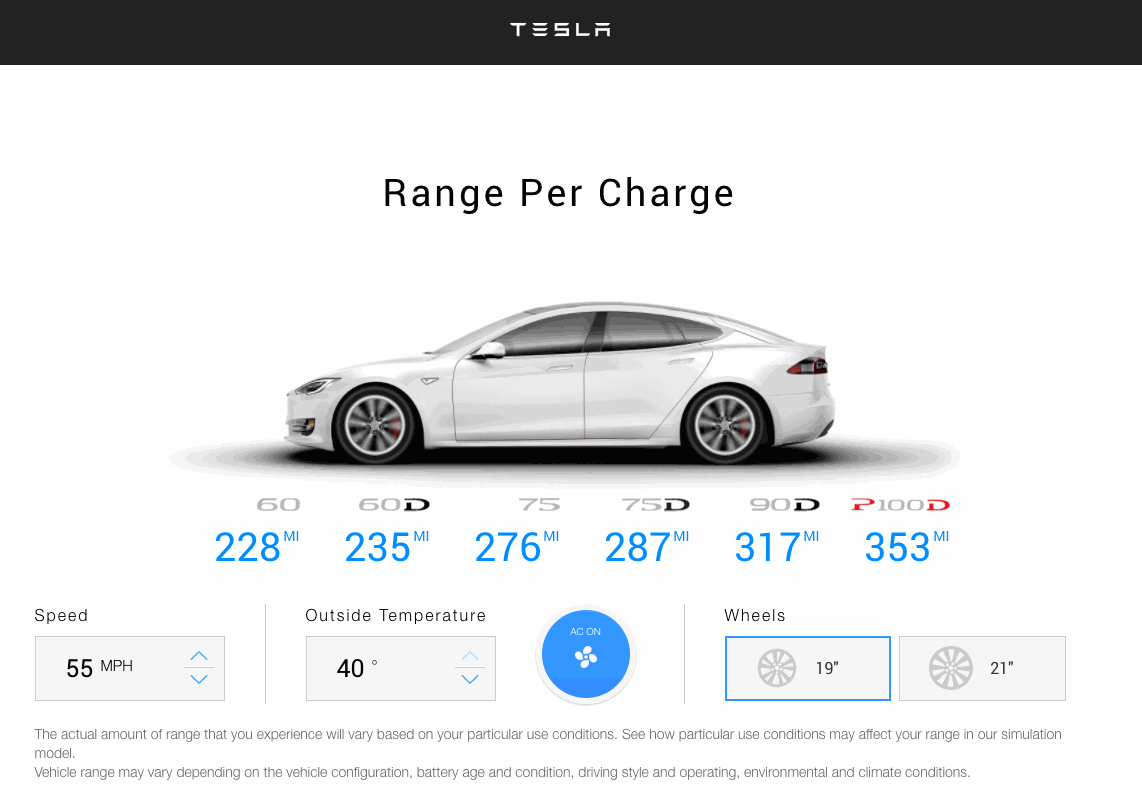 TESLA
Range Per Charge
60 60D 75 75D 90D P100D
228 MI 235 MI 276 MI 287 MI 317 MI 353 MI
Speed
55 MPH
Outside Temperature
40 °
AC ON
Wheels
19”
21”
The actual amount of range that you experience will vary based on your particular use conditions. See how particular use conditions may affect your range in our simulation
model.
Vehicle range may vary depending on the vehicle configuration, battery age and condition, driving style and operating, environmental and climate conditions.